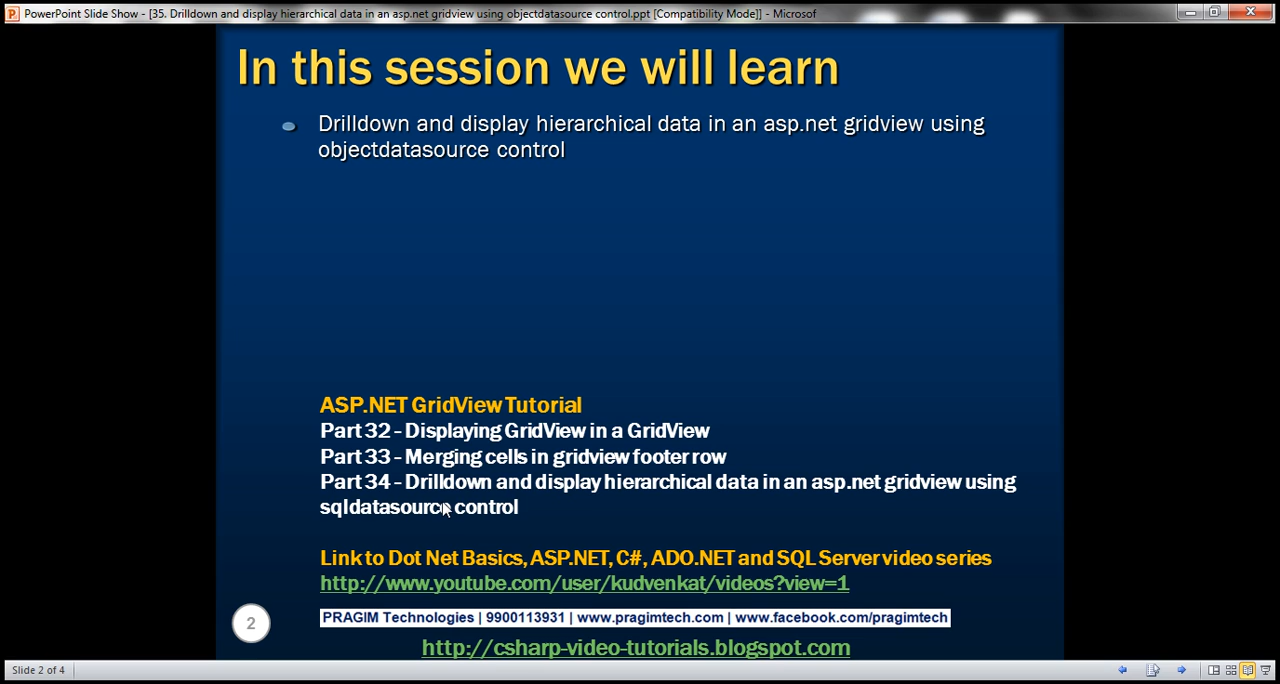 PowerPoint Slide Show - [35. Drilldown and display hierarchical data in an asp.net gridview using objectdatasource control.ppt [Compatibility Mode]] - Microsof
In this session we will learn
Drilldown and display hierarchical data in an asp.net gridview using
objectdatasource control
ASP.NET GridView Tutorial
Part 32 - Displaying GridView in a GridView
Part 33 - Merging cells in gridview footer row
Part 34 - Drilldown and display hierarchical data in an asp.net gridview using
sqldatasource control
Link to Dot Net Basics, ASP.NET, C#, ADO.NET and SQL Server video series
http://www.youtube.com/user/kudvenkat/videos?view=1
2
PRAGIM Technologies | 9900113931 | www.pragimtech.com | www.facebook.com/pragimtech
http://csharp-video-tutorials.blogspot.com
Slide 2 of 4